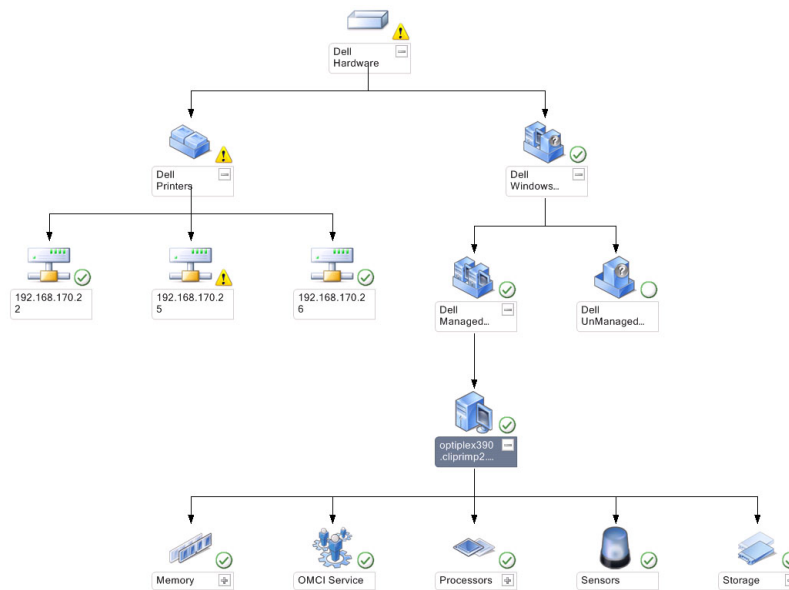 Dell
Hardware
Dell
Printers
Dell
Windows...
192.168.170.2
2
192.168.170.2
5
192.168.170.2
6
Dell
Managed...
Dell
UnManaged...
optiplex390
.cliprimp2....
Memory
OMCI Service
Processors
Sensors
Storage